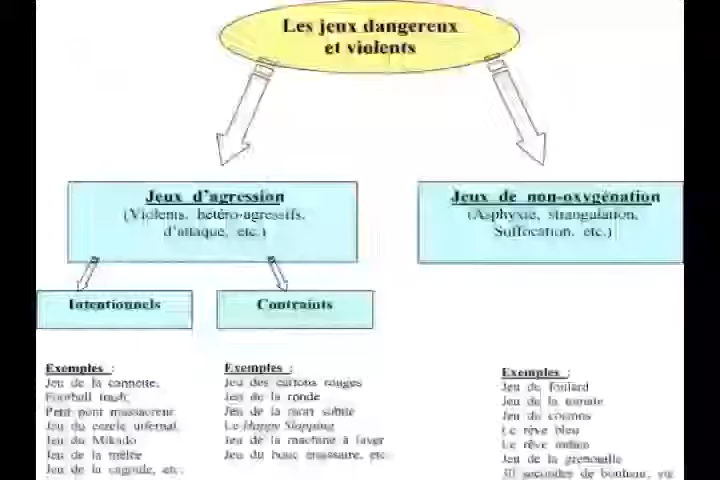 Les jeux dangereux
et violents
Jeux d'agression
(Violents, hétéro-agressifs,
d'attaque, etc.)
Jeux de non-oxygénation
(Asphyxie, strangulation,
Suffocation, etc.)
Intentionnels
Contraints
Exemples :
Jeu de la cannette,
Football trash,
Petit pont massacreur
Jeu du cercle infernal
Jeu du Mikado
Jeu de la mêlée
Jeu de la cagoule, etc.
Exemples :
Jeu des cartons rouges
Jeu de la ronde
Jeu de la mort subite
Le Happy Slapping
Jeu de la machine à laver
Jeu du bouc émissaire, etc.
Exemples :
Jeu de foulard
Jeu de la tomate
Jeu du cosmos
Le rêve bleu
Le rêve indien
Jeu de la grenouille
30 secondes de bonheur,